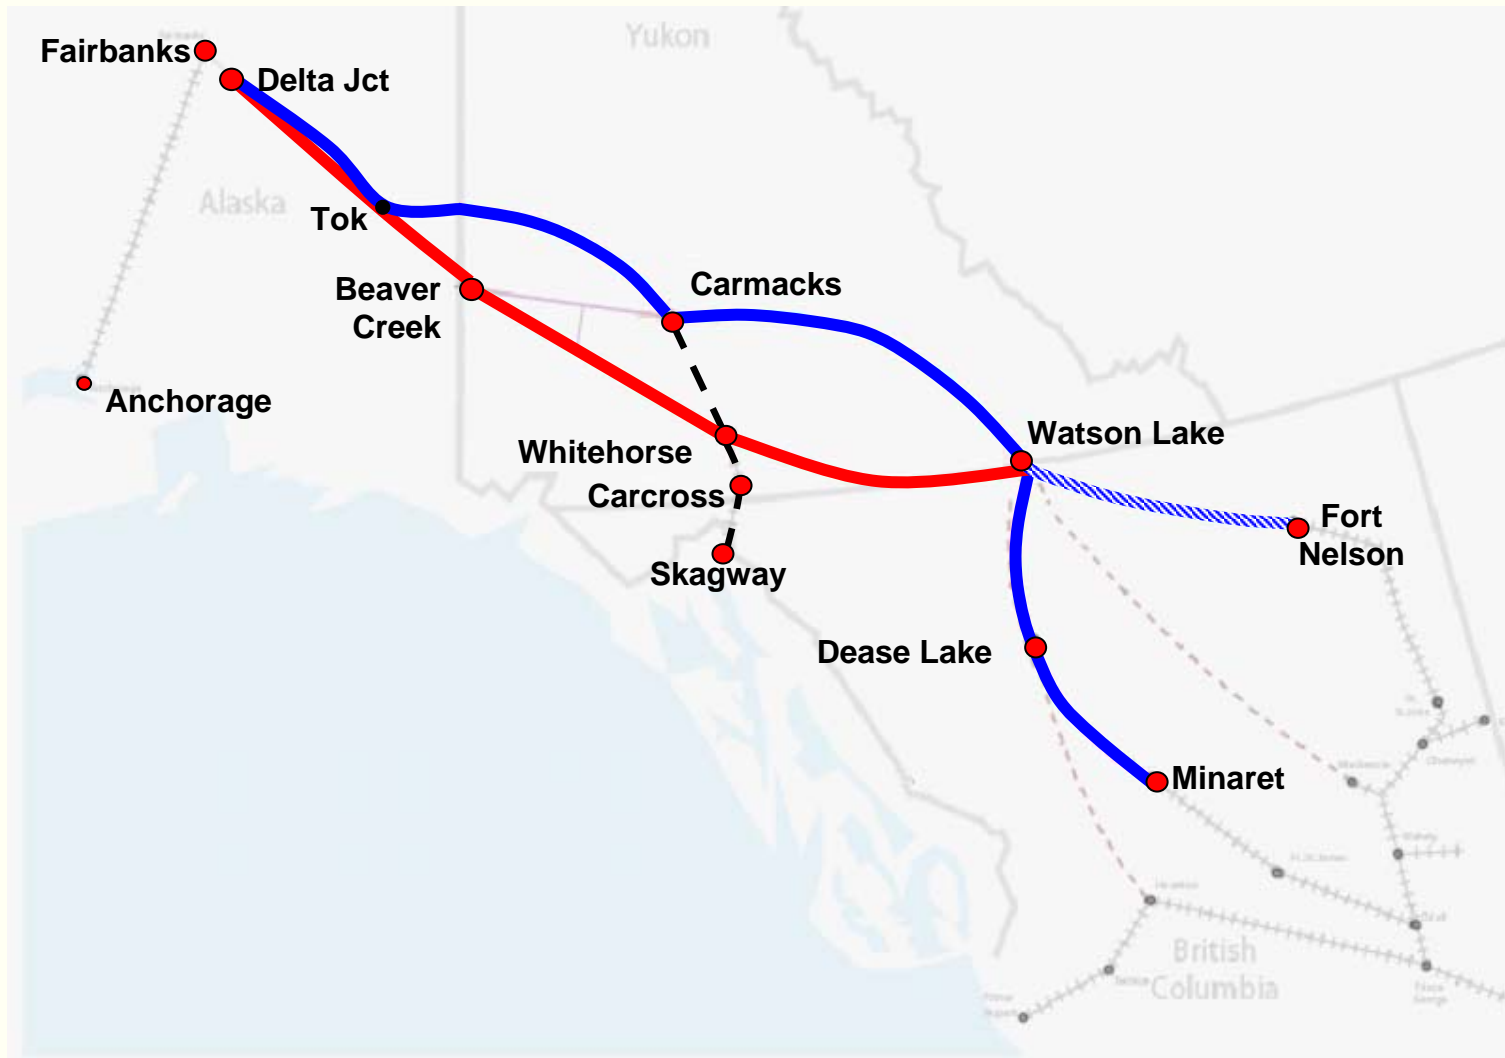 Yukon
Fairbanks
Delta Jct
Alaska
Tok
Beaver
Creek
Carmacks
Anchorage
Watson Lake
Whitehorse
Carcross
Fort
Nelson
Skagway
Dease Lake
Minaret
British
Columbia